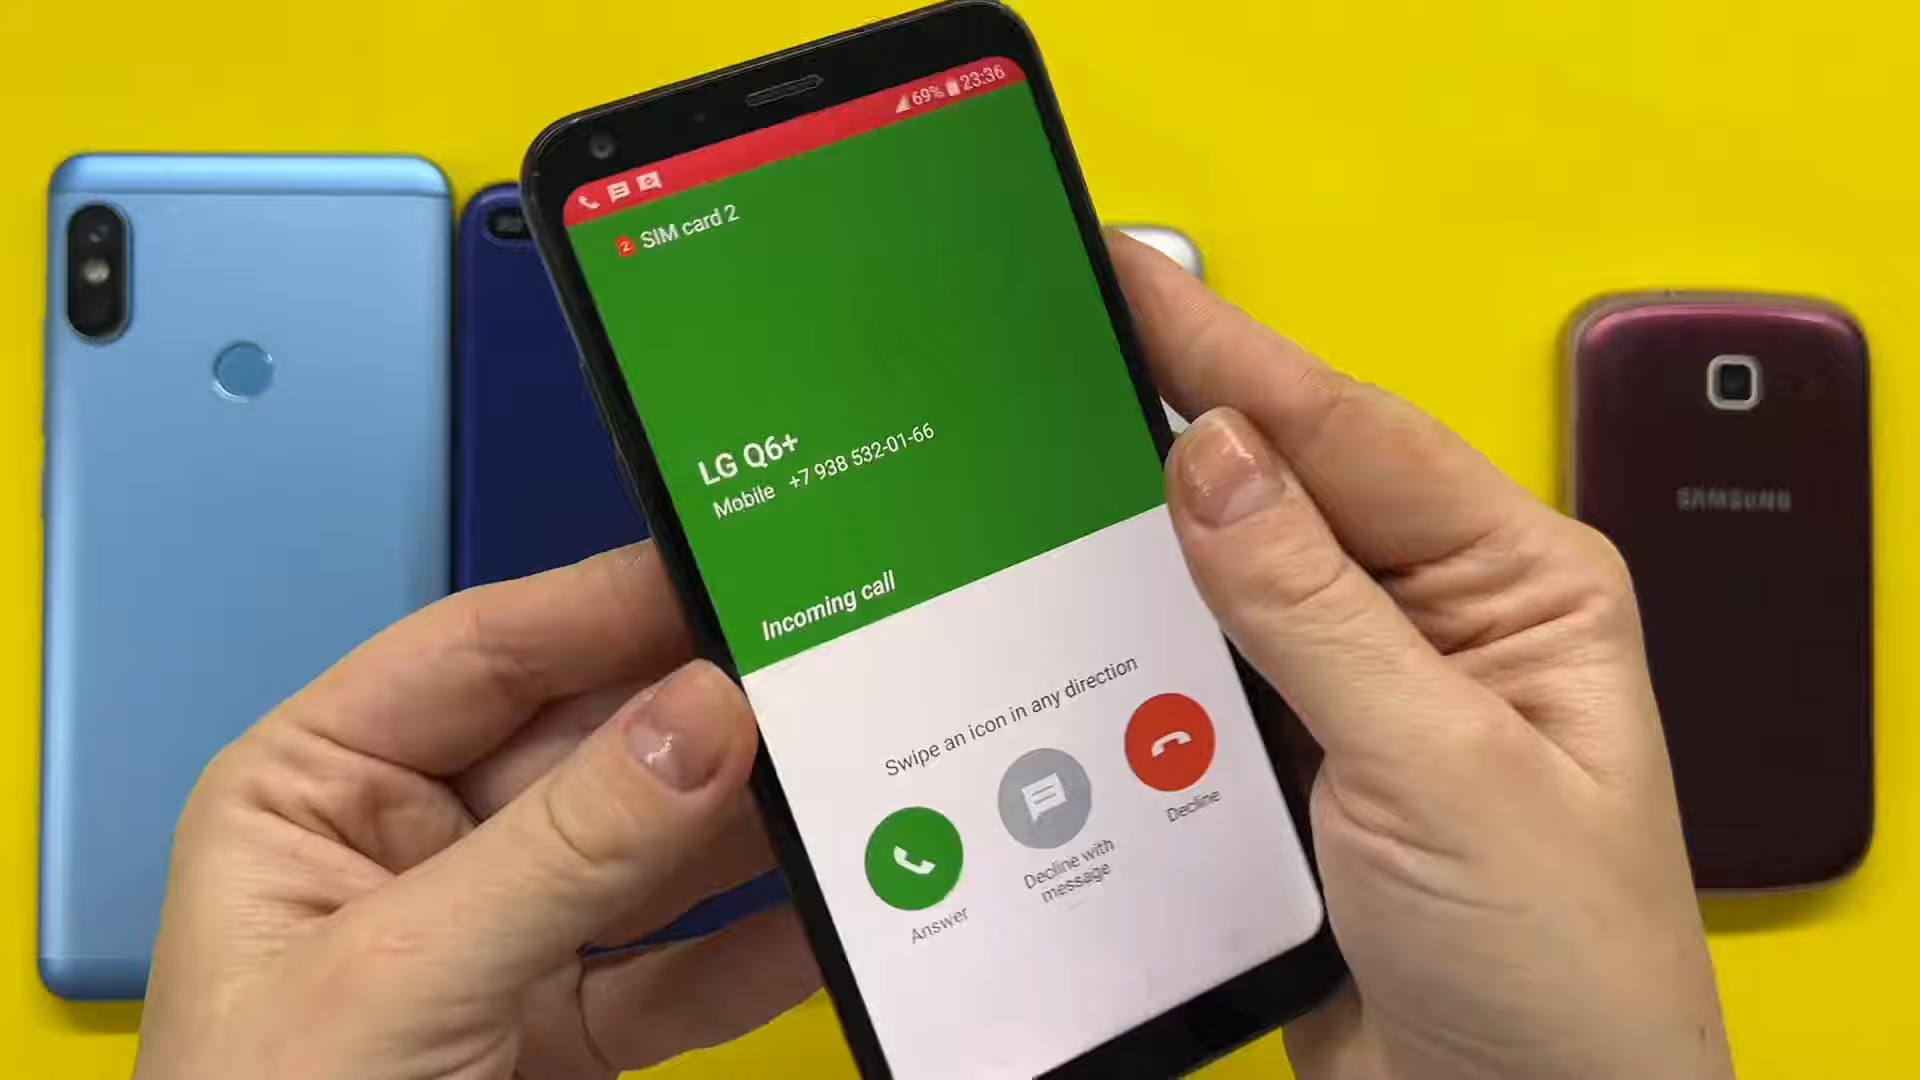 69% 23:36
2 SIM card 2
LG Q6+
Mobile +7 938 532-01-66
Incoming call
Swipe an icon in any direction
Answer
Decline with
message
Decline
SAMSUNG